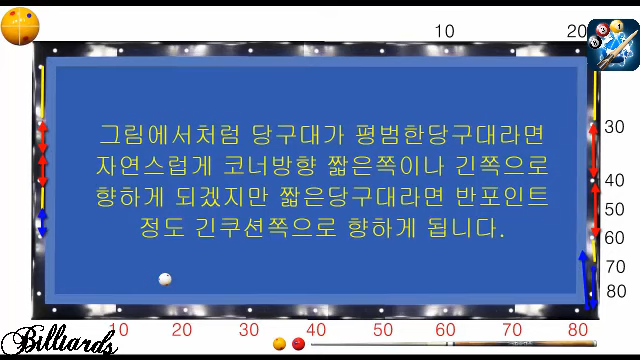 10 20
그림에서처럼 당구대가 평범한당구대라면
자연스럽게 코너방향 짧은쪽이나 긴쪽으로
향하게 되겠지만 짧은당구대라면 반포인트
정도 긴쿠션쪽으로 향하게 됩니다.
30
40
50
60
70
80
10 20 30 40 50 60 70 80
Billiards